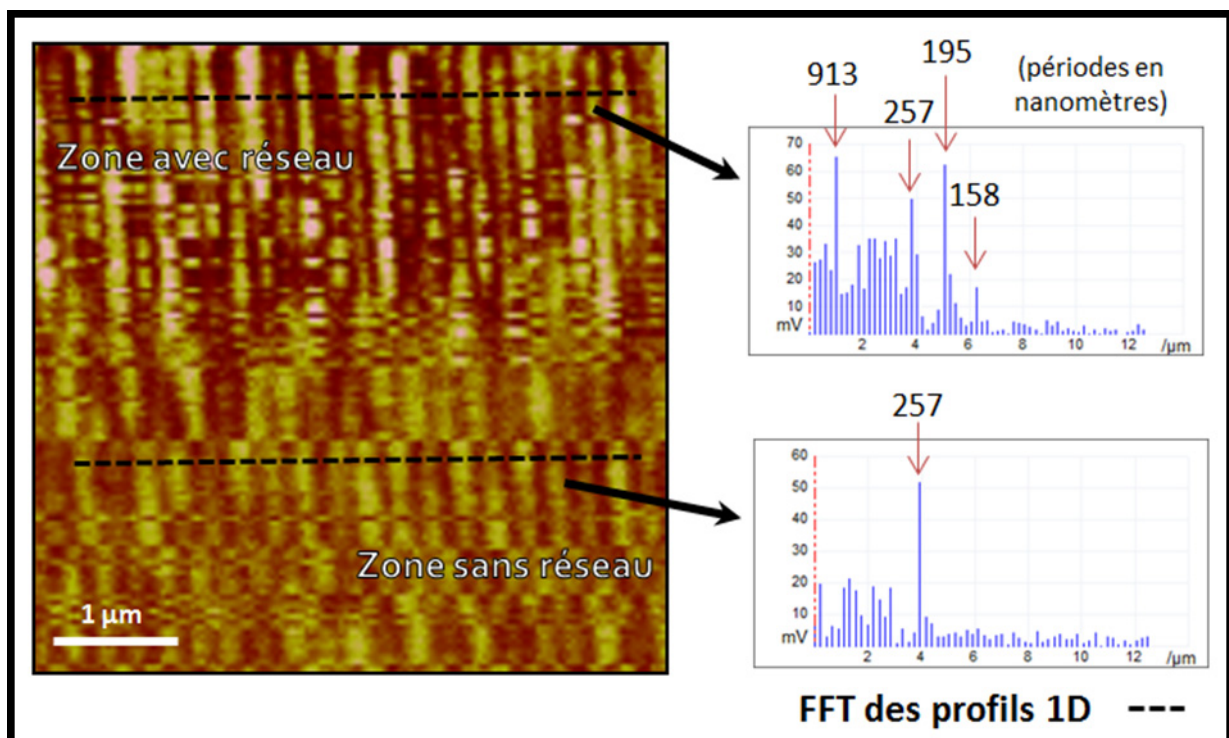 Zone avec réseau
Zone sans réseau
1 µm
913
257
195
158
(périodes en
nanomètres)
70
60
50
40
30
20
10
mV
2 4 6 8 10 12 /µm
257
60
50
40
30
20
10
mV
2 4 6 8 10 12 /µm
FFT des profils 1D ---